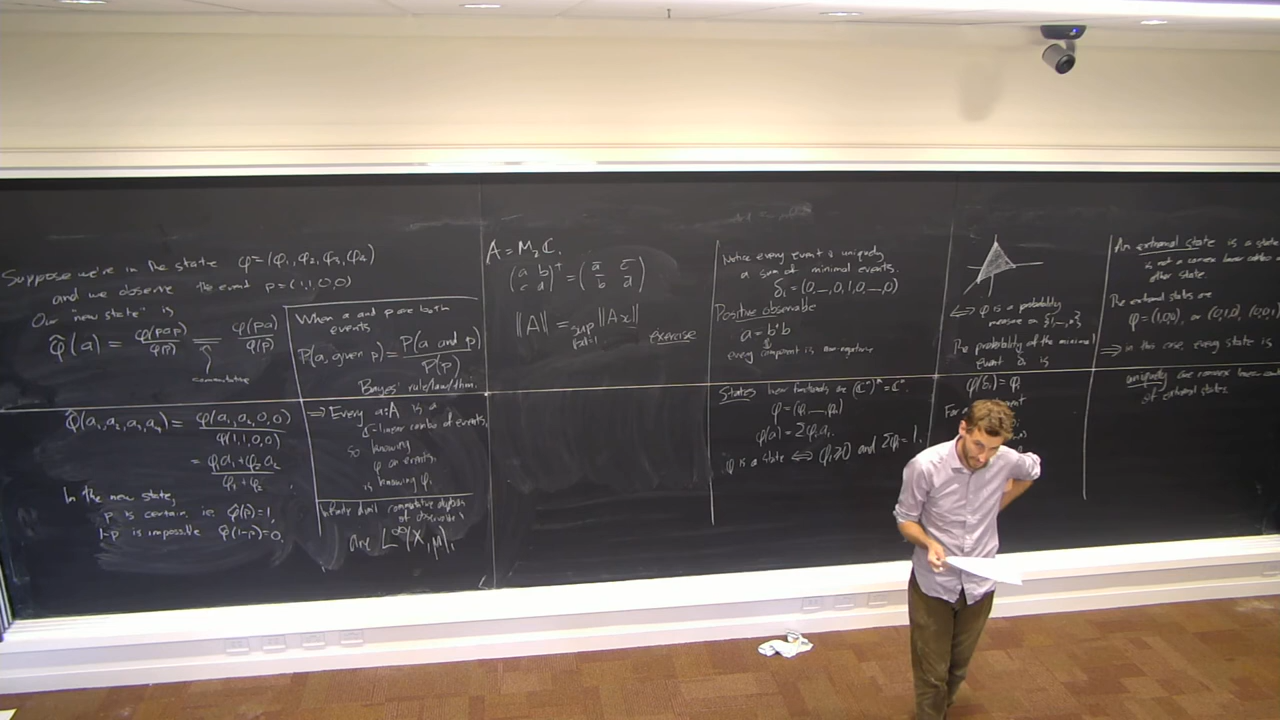 Suppose we're in the state φ=(φ₁,φ₂,φ₃,φ₄)
and we observe the event p=(1,1,0,0)
Our "new state" is
φ̂(a) = φ(pap)/φ(p) = φ(pa)/φ(p)
commutative
φ̂(a₁,a₂,a₃,a₄) = φ(a₁,a₂,0,0)/φ(1,1,0,0)
= φ₁a₁+φ₂a₂/φ₁+φ₂
In the new state,
p is certain, i.e. φ̂(p)=1,
1-p is impossible φ̂(1-p)=0.
When a and p are both
events
P(a, given p) = P(a and p)/P(p)
Bayes' rule/law/thm.
⇒ Every a:A is a
ℂ-linear combo of events,
so knowing
φ on events,
is knowing φ.
Infinite dim'l commutative algebras
of observables
are L^∞(X,μ).
A = M₂ℂ.
(a b; c d)† = (ā c̄; b̄ d̄)
‖A‖ = sup ‖Ax‖
exercise
Notice every event is uniquely
a sum of minimal events.
δᵢ=(0,...,0,1,0,...,0)
Positive observable
a = b*b
every component is non-negative
States linear functionals are (ℂⁿ)* = ℂⁿ.
φ=(φ₁,...,φₙ)
φ(a) = Σφᵢaᵢ
φ is a state ⇔ φᵢ≥0 and Σφᵢ=1.
⇔ φ is a probability
measure on {1,...,n}
The probability of the minimal
event δᵢ is
φ(δᵢ) = φᵢ
An extremal state is a state
is not a convex linear combo
other state.
The extremal states are
φ=(1,0,0), or (0,1,0), (0,0,1)
⇒ in this case, every state is
uniquely
convex linear
of extremal states.